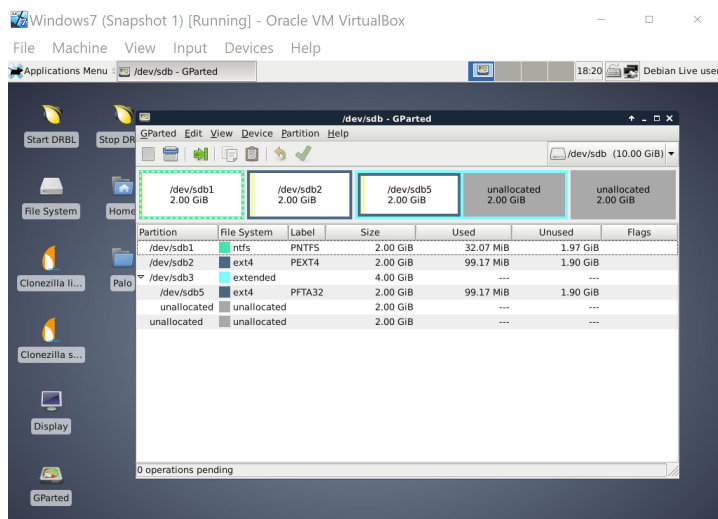 Windows7 (Snapshot 1) [Running] - Oracle VM VirtualBox
File Machine View Input Devices Help
Applications Menu /dev/sdb - GParted 18:20 Debian Live user
Start DRBL
Stop DR
File System
Home
Clonezilla li...
Palo
Clonezilla s...
Display
GParted
/dev/sdb - GParted
GParted Edit View Device Partition Help
/dev/sdb (10.00 GiB)
/dev/sdb1 /dev/sdb2 /dev/sdb5 unallocated unallocated
2.00 GiB 2.00 GiB 2.00 GiB 2.00 GiB 2.00 GiB
Partition File System Label Size Used Unused Flags
/dev/sdb1 ntfs PNTFS 2.00 GiB 32.07 MiB 1.97 GiB
/dev/sdb2 ext4 PEXT4 2.00 GiB 99.17 MiB 1.90 GiB
/dev/sdb3 extended 4.00 GiB --- ---
/dev/sdb5 ext4 PFTA32 2.00 GiB 99.17 MiB 1.90 GiB
unallocated unallocated 2.00 GiB --- ---
unallocated unallocated 2.00 GiB --- ---
0 operations pending